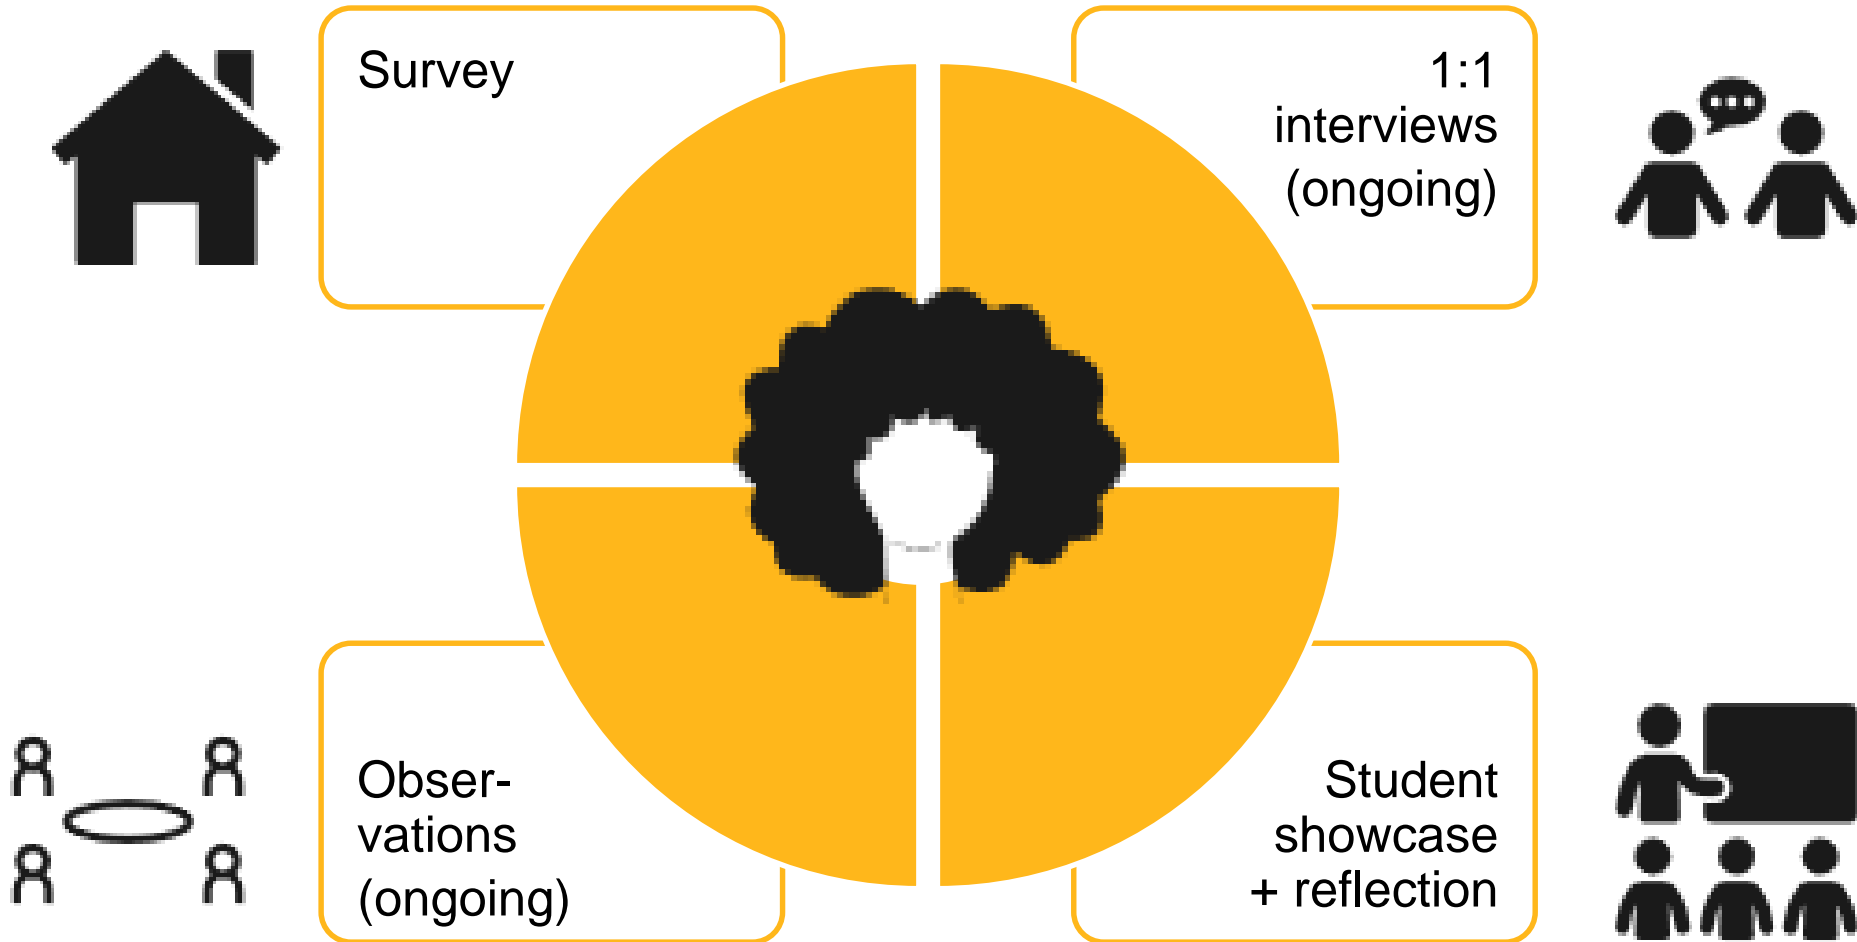 Survey
1:1
interviews
(ongoing)
Obser-
vations
(ongoing)
Student
showcase
+ reflection